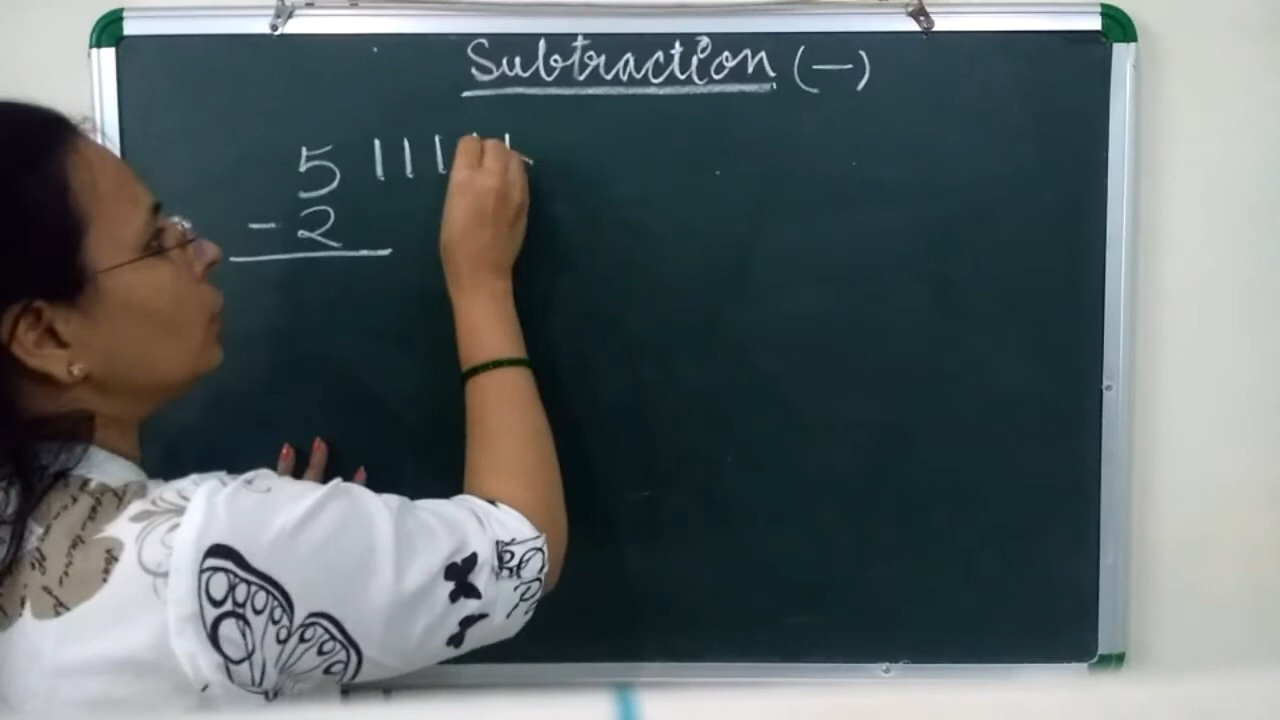 Subtraction (—)
5 | | | | |
- 2